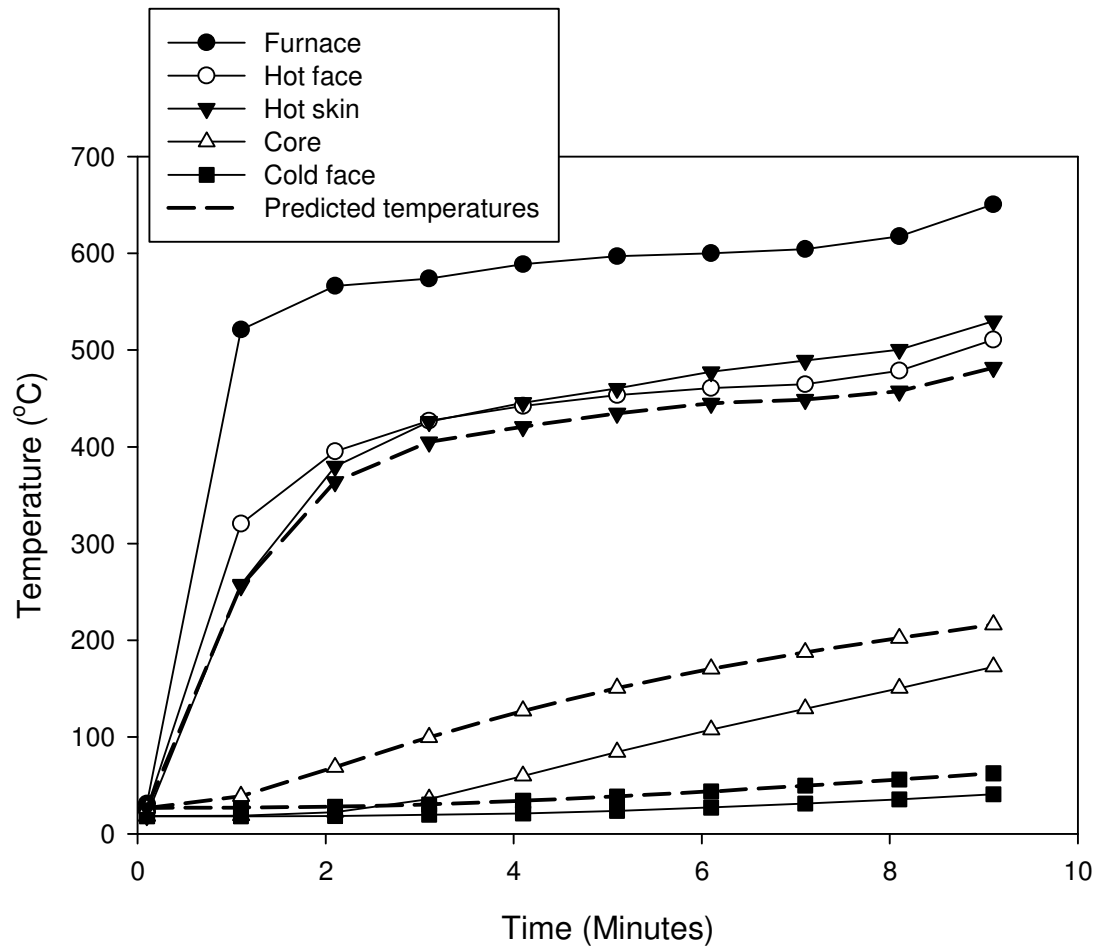 Furnace
Hot face
Hot skin
Core
Cold face
Predicted temperatures
700
600
500
400
300
200
100
0
Temperature (°C)
0 2 4 6 8 10
Time (Minutes)